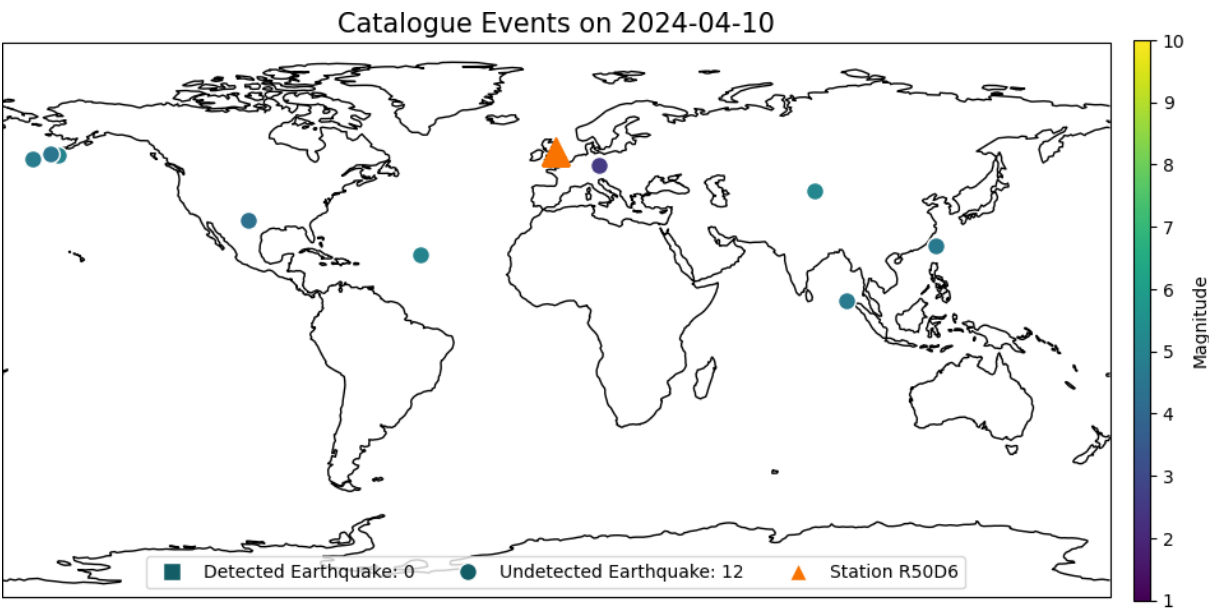 Catalogue Events on 2024-04-10
10
9
8
7
6
5
4
3
2
1
Magnitude
Detected Earthquake: 0
Undetected Earthquake: 12
Station R50D6